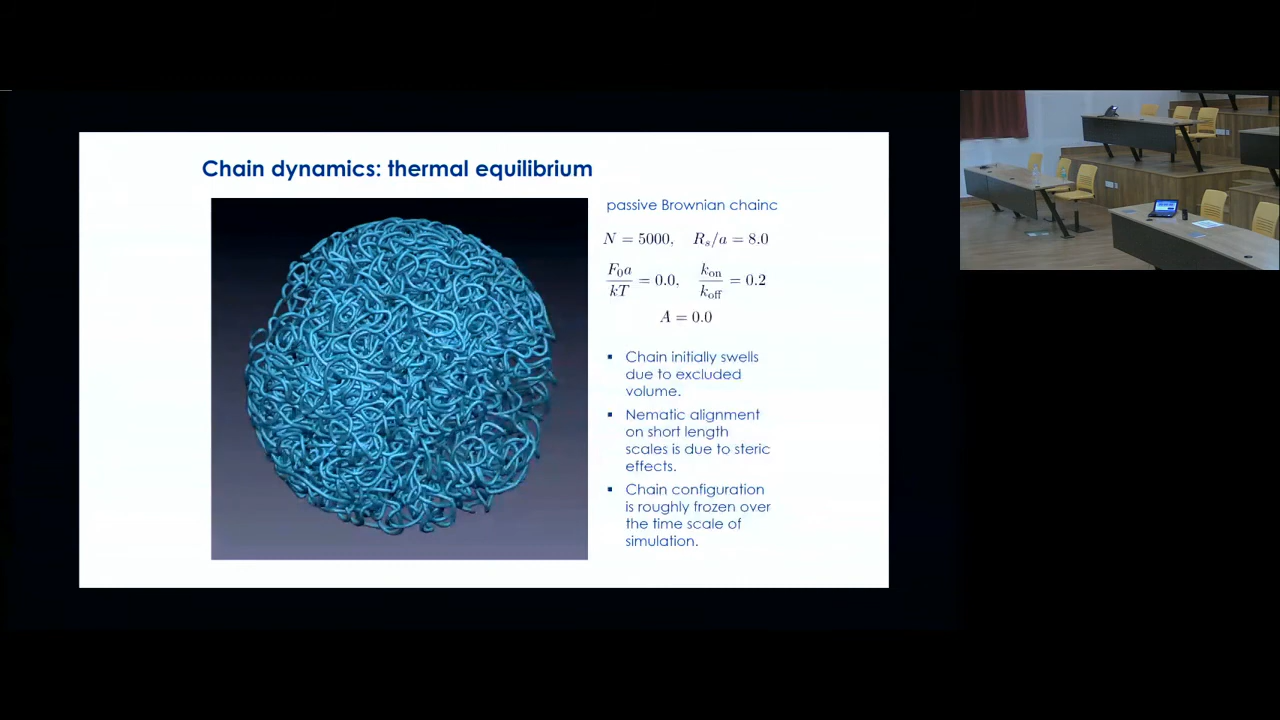 Chain dynamics: thermal equilibrium
passive Brownian chainc
N = 5000, R_s/a = 8.0
F_0a/kT = 0.0, k_on/k_off = 0.2
A = 0.0
▪ Chain initially swells
due to excluded
volume.
▪ Nematic alignment
on short length
scales is due to steric
effects.
▪ Chain configuration
is roughly frozen over
the time scale of
simulation.